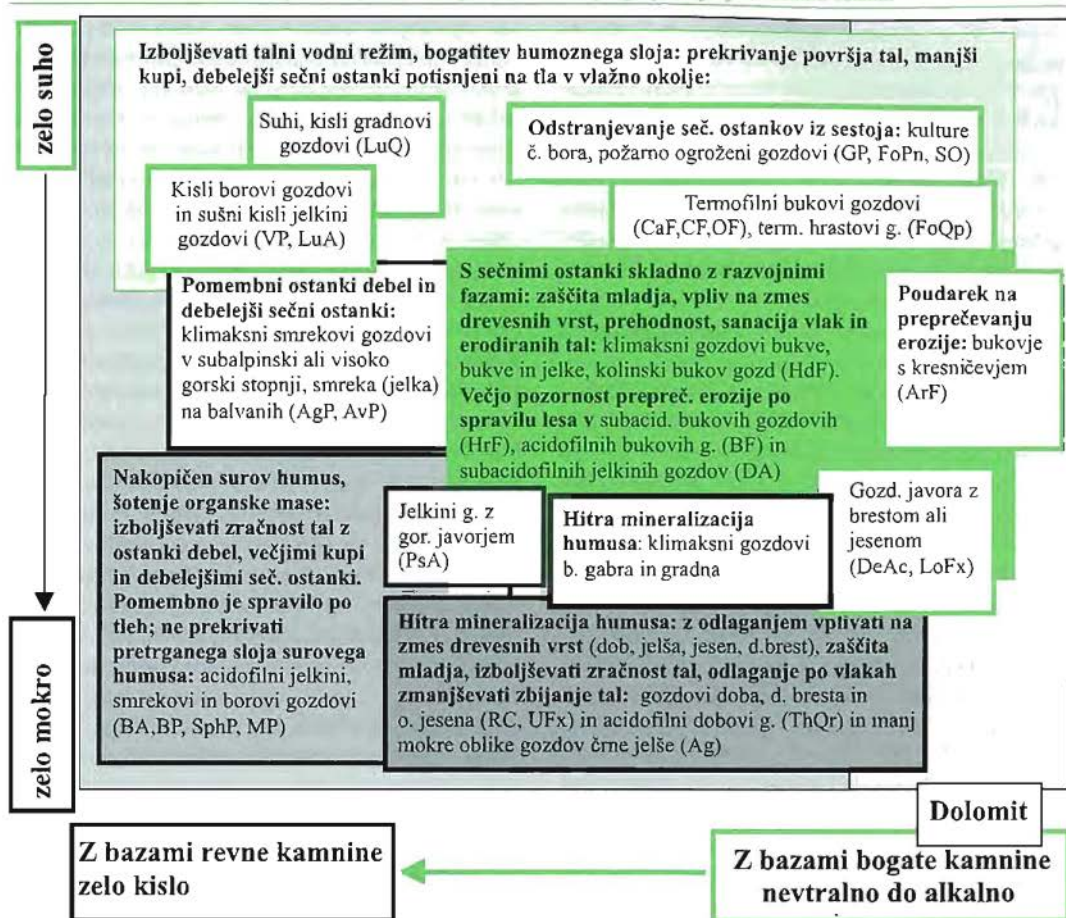 zelo suho
Izboljševati talni vodni režim, bogatitev humoznega sloja: prekrivanje površja tal, manjši
kupi, debelejši sečni ostanki potisnjeni na tla v vlažno okolje:
Suhi, kisli gradnovi
gozdovi (LuQ)
Odstranjevanje seč. ostankov iz sestoja: kulture
č. bora, požarno ogroženi gozdovi (GP, FoPn, SO)
Kisli borovi gozdovi
in sušni kisli jelkini
gozdovi (VP, LuA)
Termofilni bukovi gozdovi
(CaF,CF,OF), term. hrastovi g. (FoQp)
Pomembni ostanki debel in
debelejši sečni ostanki:
klimaksni smrekovi gozdovi
v subalpinski ali visoko
gorski stopnji, smreka (jelka)
na balvanih (AgP, AvP)
S sečnimi ostanki skladno z razvojnimi
fazami: zaščita mladja, vpliv na zmes
drevesnih vrst, prehodnost, sanacija vlak in
erodiranih tal: klimaksni gozdovi bukve,
bukve in jelke, kolinski bukov gozd (HdF).
Večjo pozornost prepreč. erozije po
spravilu lesa v subacid. bukovih gozdovih
(HrF), acidofilnih bukovih g. (BF) in
subacidofilnih jelkinih gozdov (DA)
Poudarek na
preprečevanju
erozije: bukovje
s kresničevjem
(ArF)
Nakopičen surov humus,
šotenje organske mase:
izboljševati zračnost tal z
ostanki debel, večjimi kupi
in debelejšimi seč. ostanki.
Pomembno je spravilo po
tleh; ne prekrivati
pretrganega sloja surovega
humusa: acidofilni jelkini,
smrekovi in borovi gozdovi
(BA,BP, SphP, MP)
Jelkini g. z
gor. javorjem
(PsA)
Hitra mineralizacija
humusa: klimaksni gozdovi
b. gabra in gradna
Gozd. javora z
brestom ali
jesenom
(DeAc, LoFx)
Hitra mineralizacija humusa: z odlaganjem vplivati na
zmes drevesnih vrst (dob, jelša, jesen, d.brest), zaščita
mladja, izboljševati zračnost tal, odlaganje po vlakah
zmanjševati zbijanje tal: gozdovi doba, d. bresta in
o. jesena (RC, UFx) in acidofilni dobovi g. (ThQr) in manj
mokre oblike gozdov črne jelše (Ag)
zelo mokro
Dolomit
Z bazami revne kamnine
zelo kislo
Z bazami bogate kamnine
nevtralno do alkalno